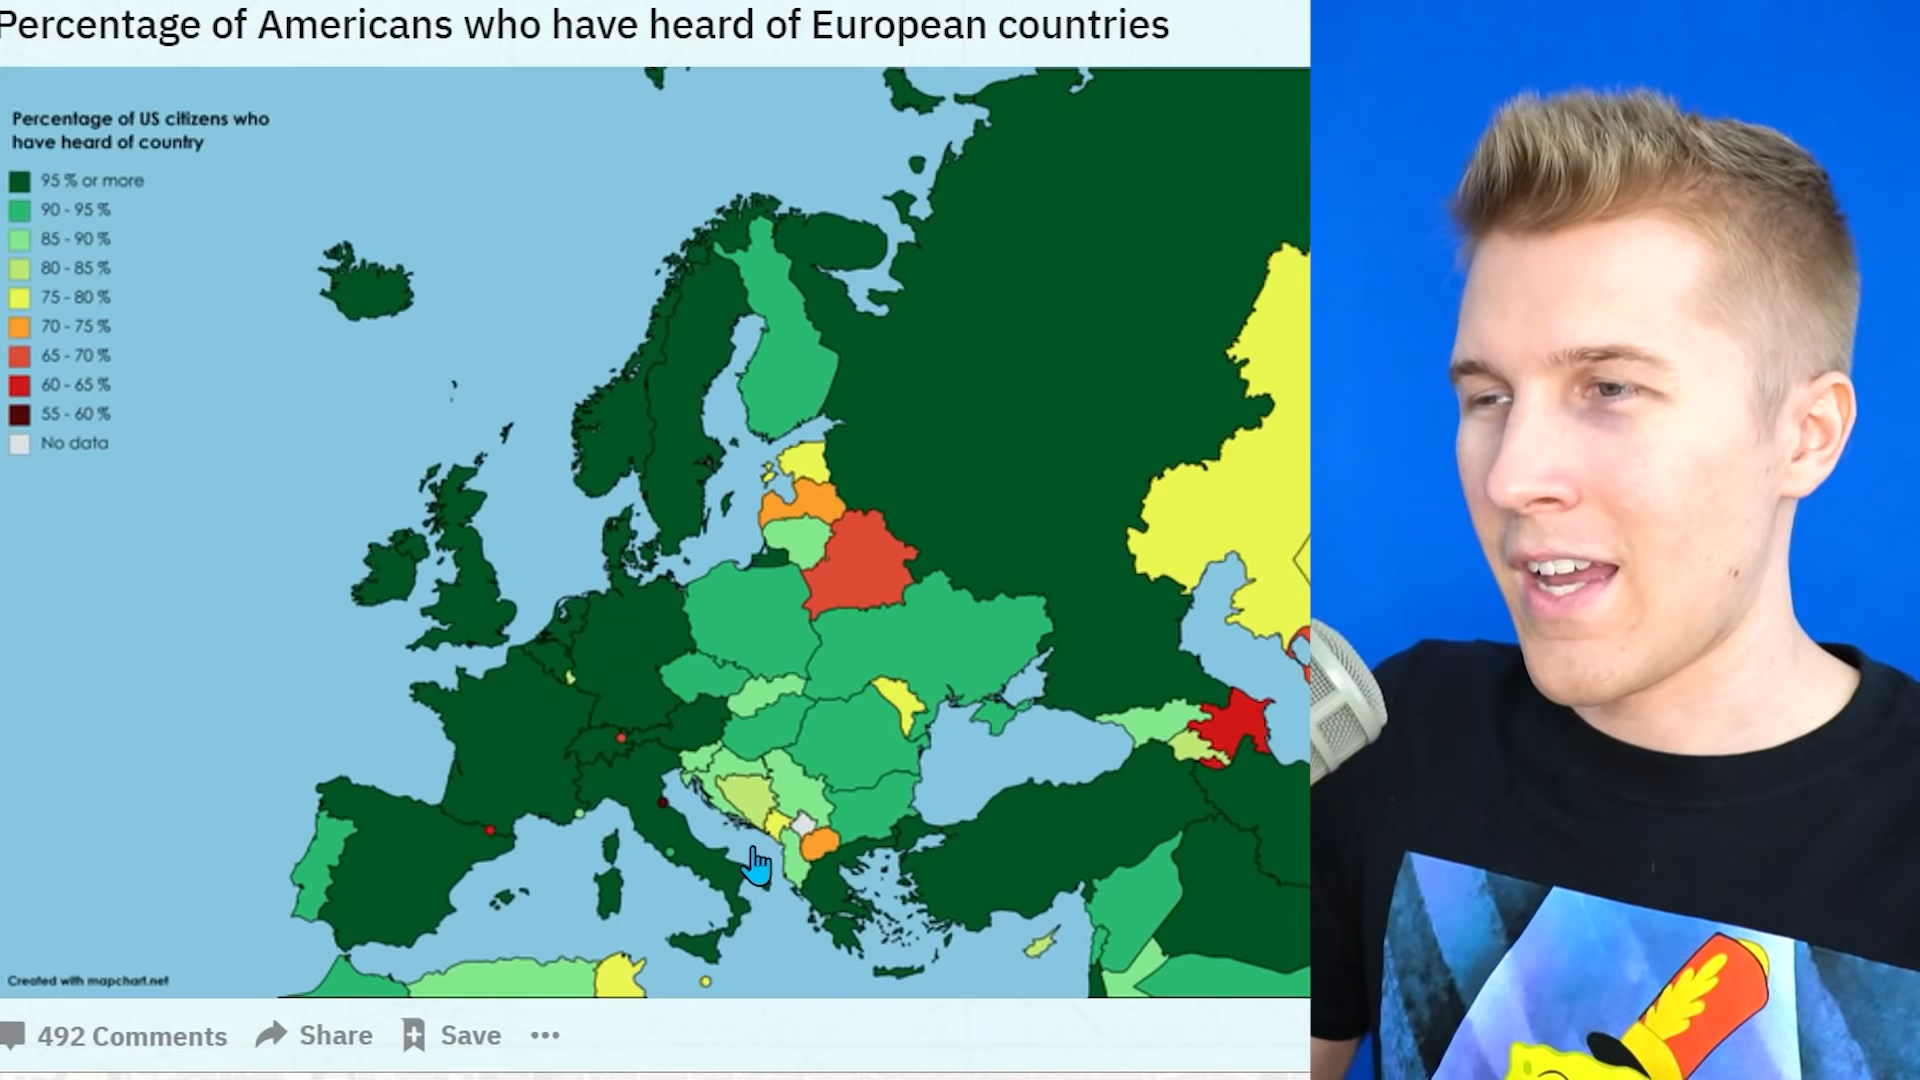 Percentage of Americans who have heard of European countries
Percentage of US citizens who
have heard of country
95 % or more
90 - 95 %
85 - 90 %
80 - 85 %
75 - 80 %
70 - 75 %
65 - 70 %
60 - 65 %
55 - 60 %
No data
Created with mapchart.net
492 Comments
Share
Save